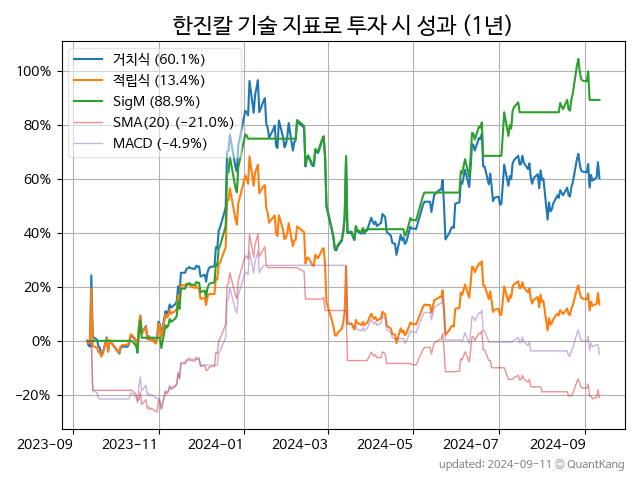 한진칼 기술 지표로 투자 시 성과 (1년)
거치식 (60.1%)
적립식 (13.4%)
SigM (88.9%)
SMA(20) (−21.0%)
MACD (−4.9%)
100%
80%
60%
40%
20%
0%
−20%
2023-09
2023-11
2024-01
2024-03
2024-05
2024-07
2024-09
updated: 2024-09-11 © QuantKang